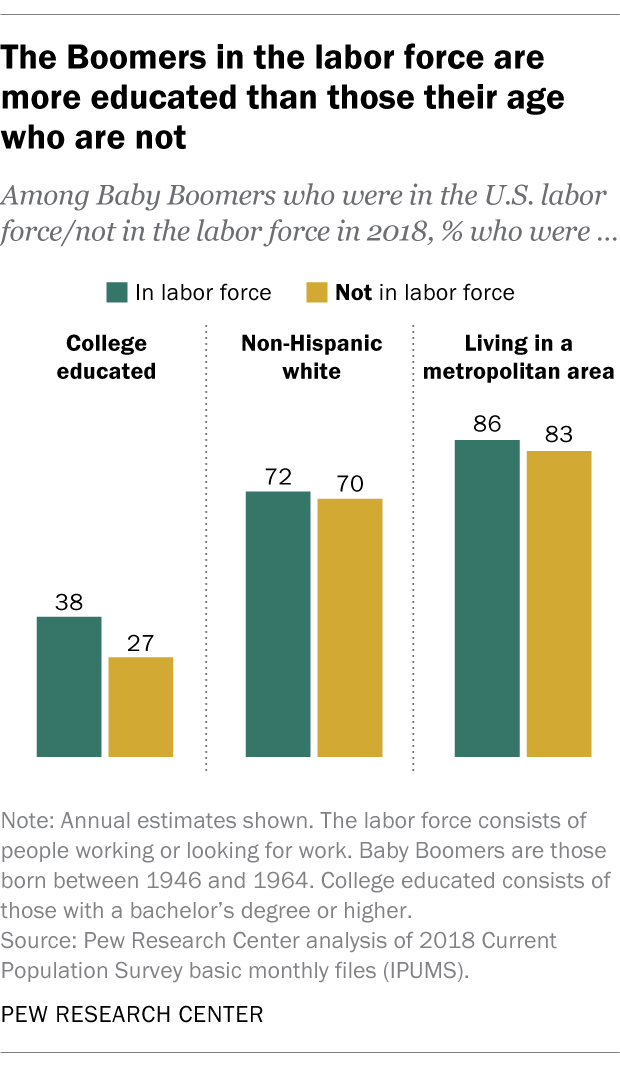 The Boomers in the labor force are
more educated than those their age
who are not
Among Baby Boomers who were in the U.S. labor
force/not in the labor force in 2018, % who were ...
In labor force
Not in labor force
College
educated
Non-Hispanic
white
Living in a
metropolitan area
38
27
72
70
86
83
Note: Annual estimates shown. The labor force consists of
people working or looking for work. Baby Boomers are those
born between 1946 and 1964. College educated consists of
those with a bachelor’s degree or higher.
Source: Pew Research Center analysis of 2018 Current
Population Survey basic monthly files (IPUMS).
PEW RESEARCH CENTER